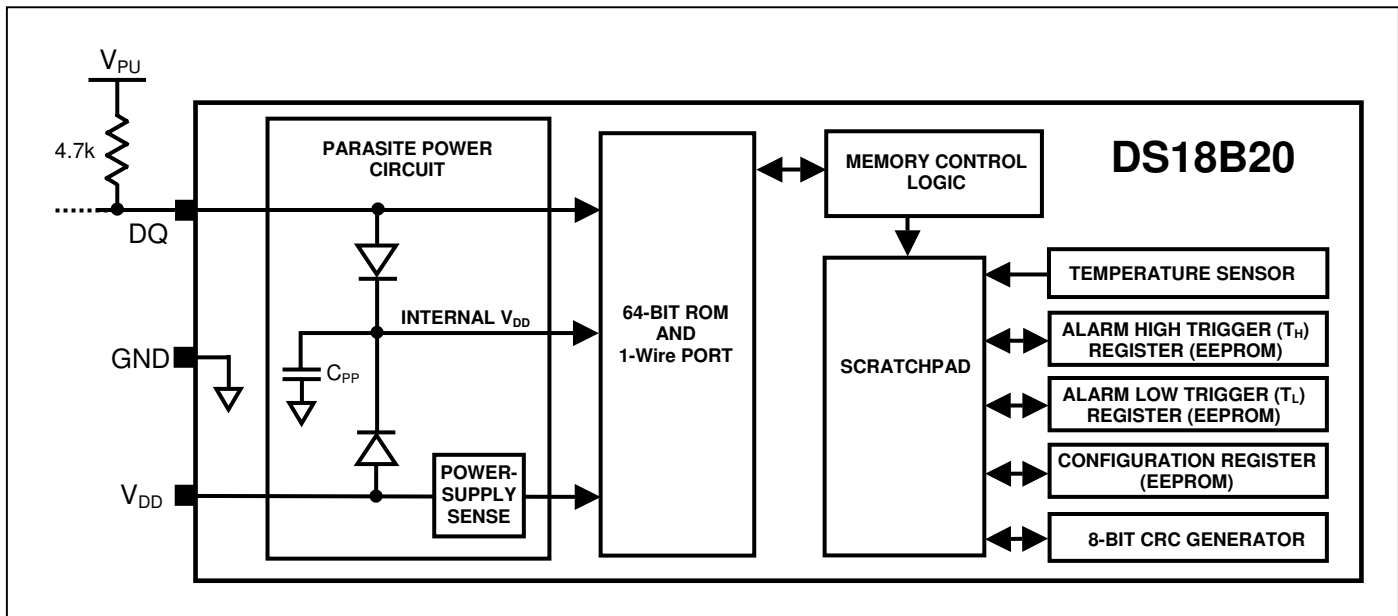 V_PU
4.7k
DQ
GND
V_DD
PARASITE POWER
CIRCUIT
INTERNAL V_DD
C_PP
POWER-
SUPPLY
SENSE
64-BIT ROM
AND
1-Wire PORT
MEMORY CONTROL
LOGIC
SCRATCHPAD
DS18B20
TEMPERATURE SENSOR
ALARM HIGH TRIGGER (T_H)
REGISTER (EEPROM)
ALARM LOW TRIGGER (T_L)
REGISTER (EEPROM)
CONFIGURATION REGISTER
(EEPROM)
8-BIT CRC GENERATOR